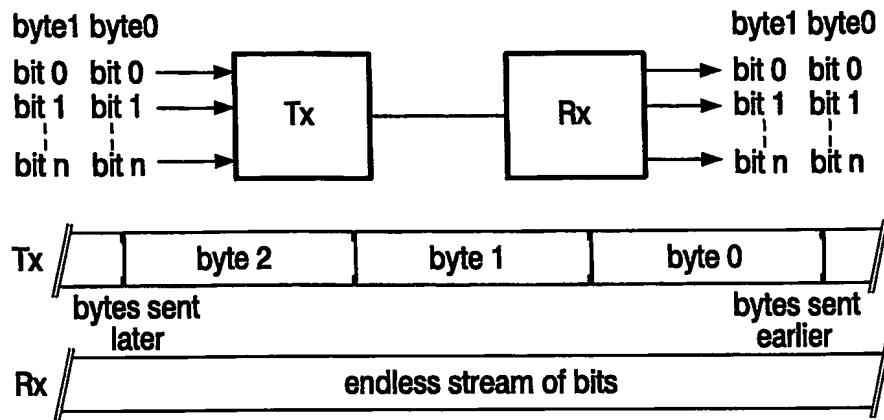 byte1 byte0 byte1 byte0
bit 0 bit 0 bit 0 bit 0
bit 1 bit 1 Tx Rx bit 1 bit 1
bit n bit n bit n bit n
Tx byte 2 byte 1 byte 0
bytes sent later bytes sent earlier
Rx endless stream of bits